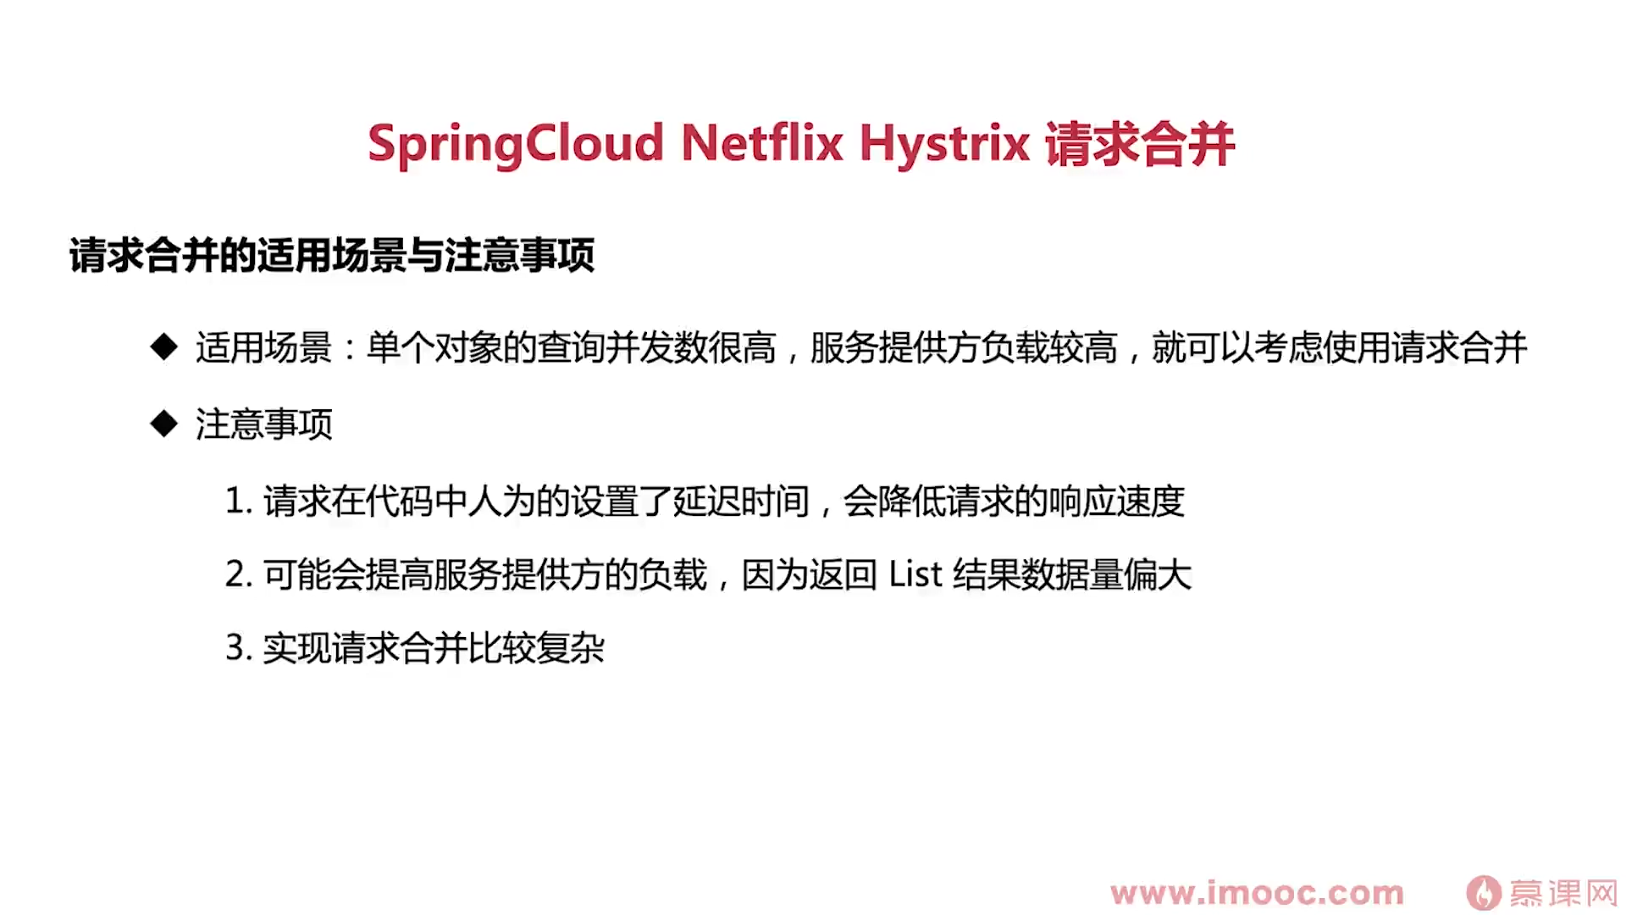 SpringCloud Netflix Hystrix 请求合并
请求合并的适用场景与注意事项
◆ 适用场景：单个对象的查询并发数很高，服务提供方负载较高，就可以考虑使用请求合并
◆ 注意事项
1. 请求在代码中人为的设置了延迟时间，会降低请求的响应速度
2. 可能会提高服务提供方的负载，因为返回 List 结果数据量偏大
3. 实现请求合并比较复杂
www.imooc.com 慕课网